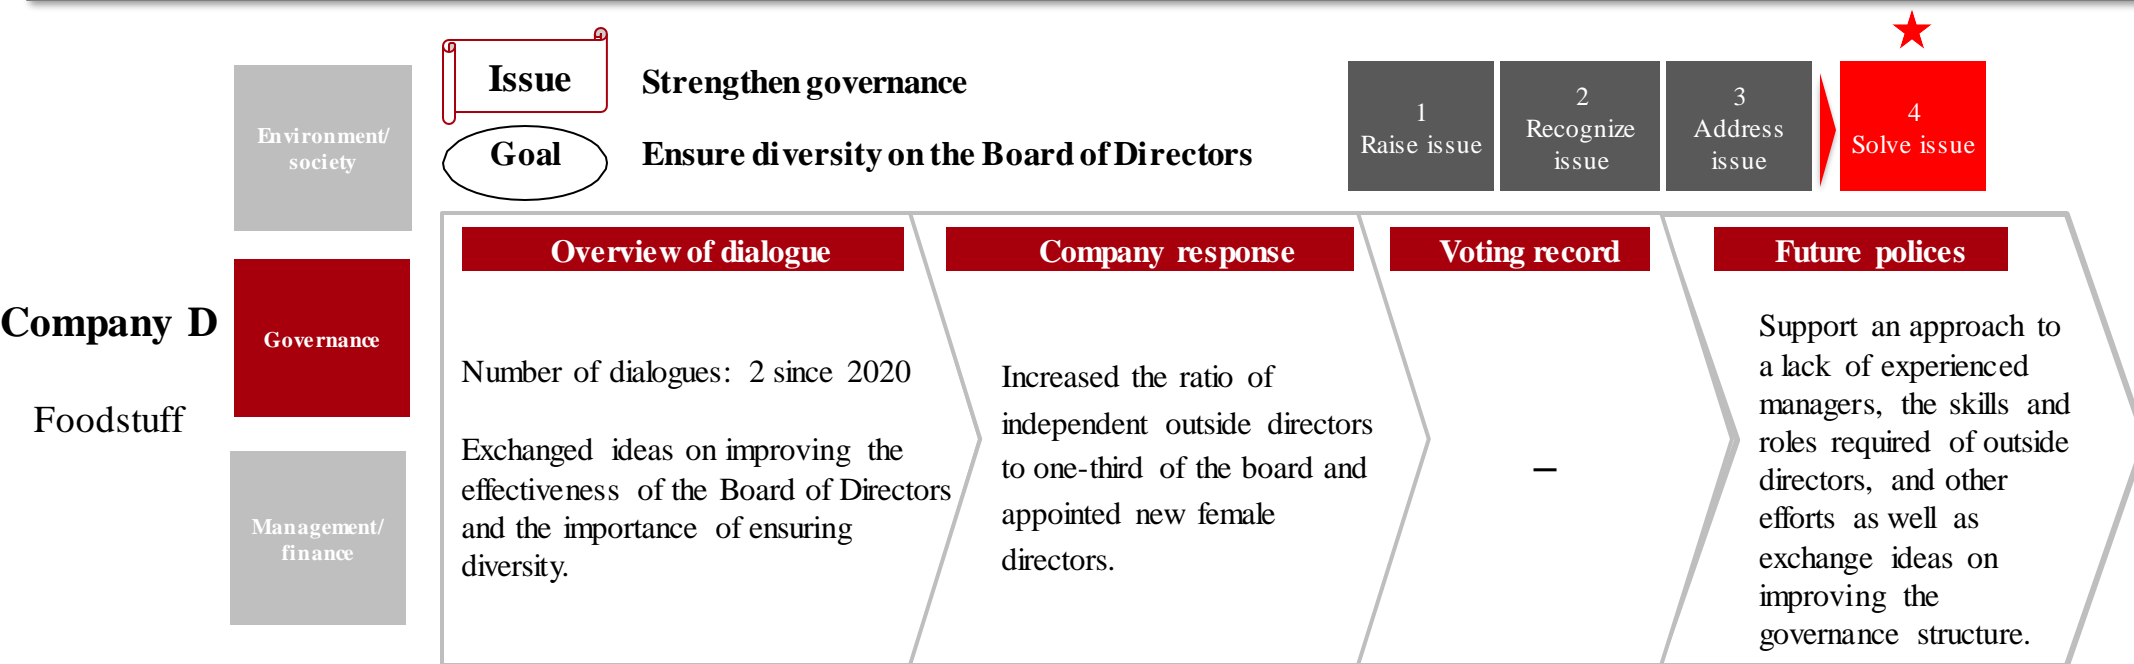 Company D
Foodstuff
Environment/
society
Governance
Management/
finance
Issue
Strengthen governance
Goal
Ensure diversity on the Board of Directors
1
Raise issue
2
Recognize
issue
3
Address
issue
4
Solve issue
Overview of dialogue
Number of dialogues: 2 since 2020
Exchanged ideas on improving the
effectiveness of the Board of Directors
and the importance of ensuring
diversity.
Company response
Increased the ratio of
independent outside directors
to one-third of the board and
appointed new female
directors.
Voting record
–
Future polices
Support an approach to
a lack of experienced
managers, the skills and
roles required of outside
directors, and other
efforts as well as
exchange ideas on
improving the
governance structure.